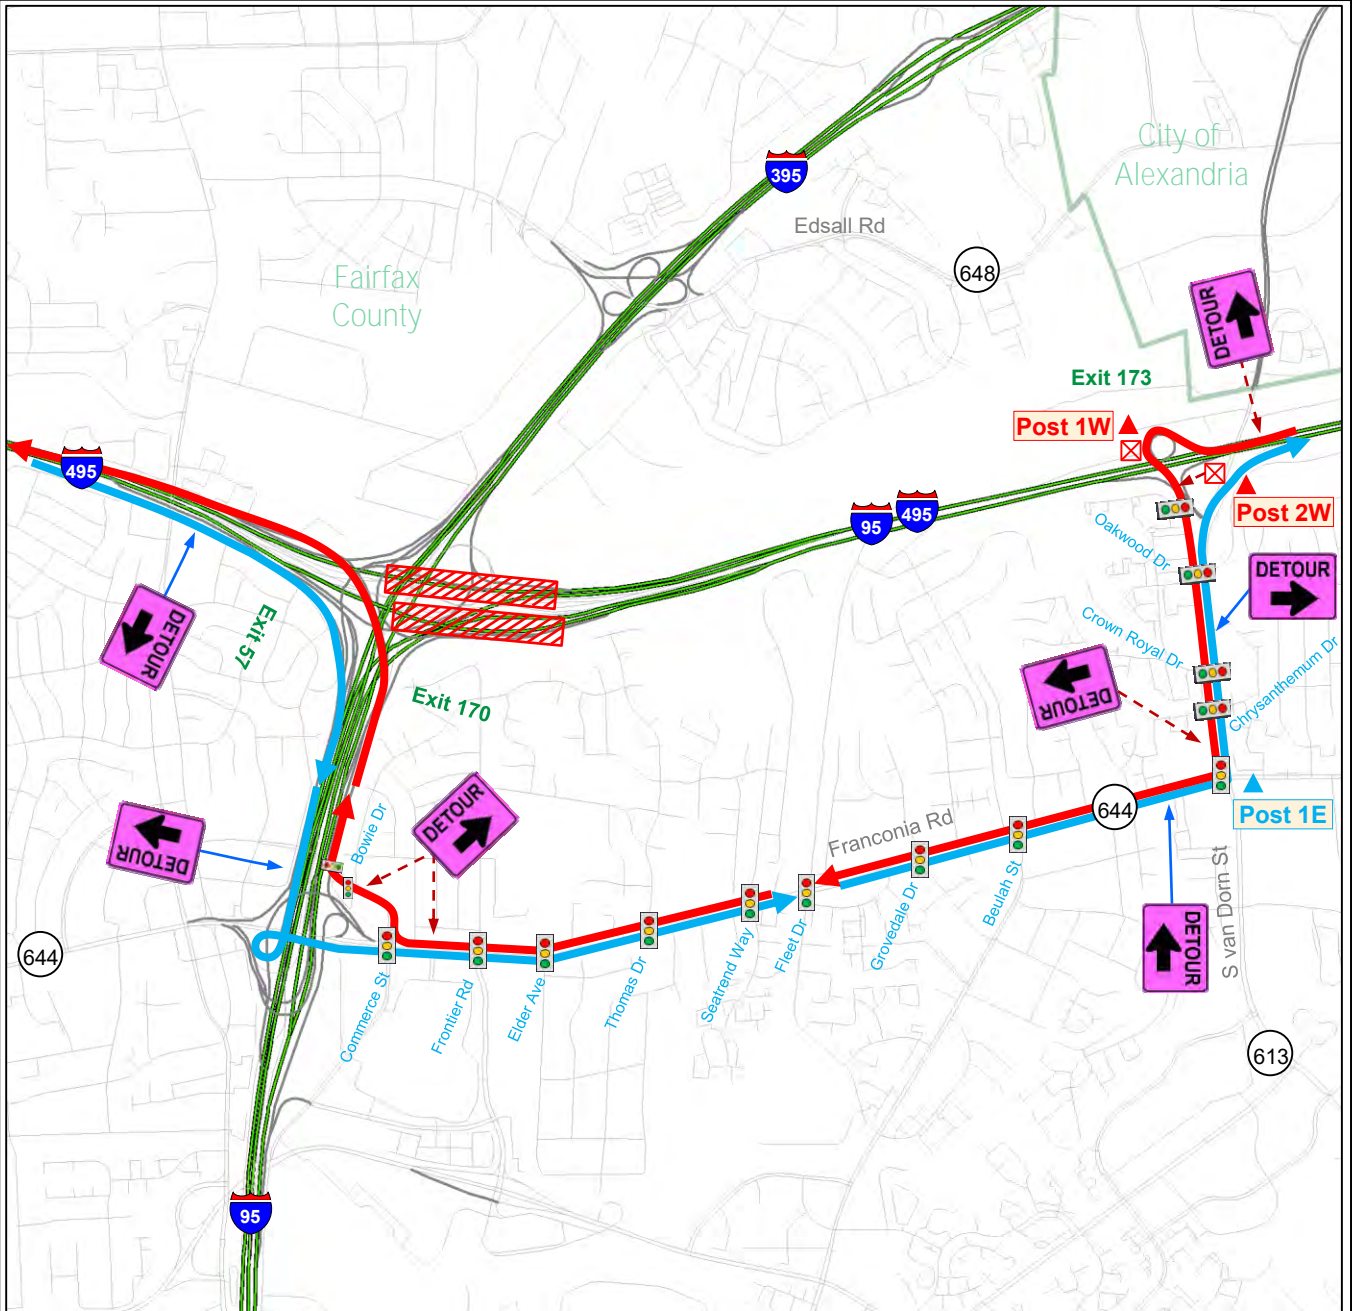 City of
Alexandria
395
Edsall Rd
648
Fairfax
County
DETOUR
Exit 173
Post 1W
495
Post 2W
95
495
Oakwood Dr
DETOUR
DETOUR
Exit 57
Crown Royal Dr
Chrysanthemum Dr
DETOUR
Exit 170
DETOUR
Bowie Dr
644
Post 1E
Franconia Rd
DETOUR
Beulah St
S van Dorn St
Grovedale Dr
Fleet Dr
Seatrend Way
DETOUR
644
Thomas Dr
Elder Ave
Frontier Rd
Commerce St
613
95